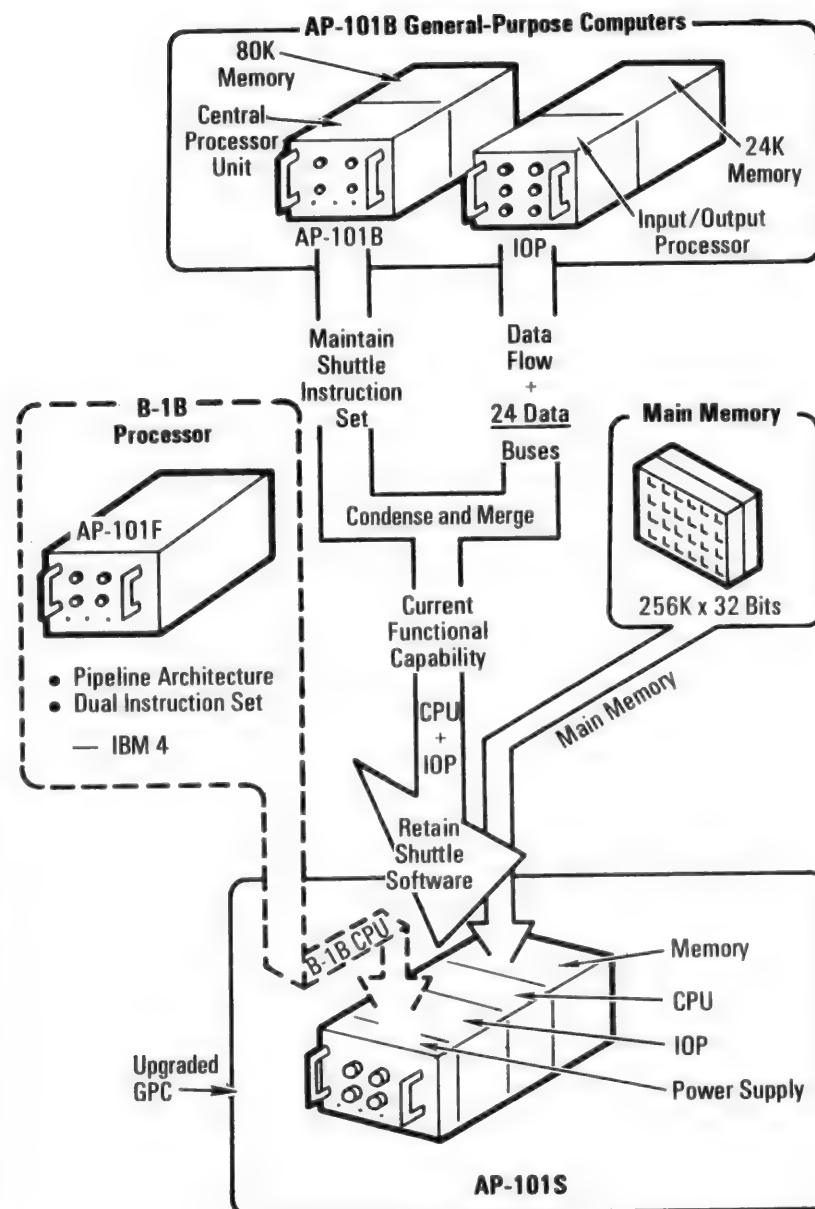 AP-101B General-Purpose Computers
80K
Memory
Central
Processor
Unit
24K
Memory
Input/Output
Processor
AP-101B
IOP
Maintain
Shuttle
Instruction
Set
Data
Flow
+
24 Data
Buses
B-1B
Processor
Main Memory
AP-101F
Condense and Merge
256K x 32 Bits
Current
Functional
Capability
• Pipeline Architecture
• Dual Instruction Set
— IBM 4
CPU
+
IOP
Main Memory
Retain
Shuttle
Software
B-1B CPU
Memory
CPU
IOP
Power Supply
Upgraded
GPC
AP-101S